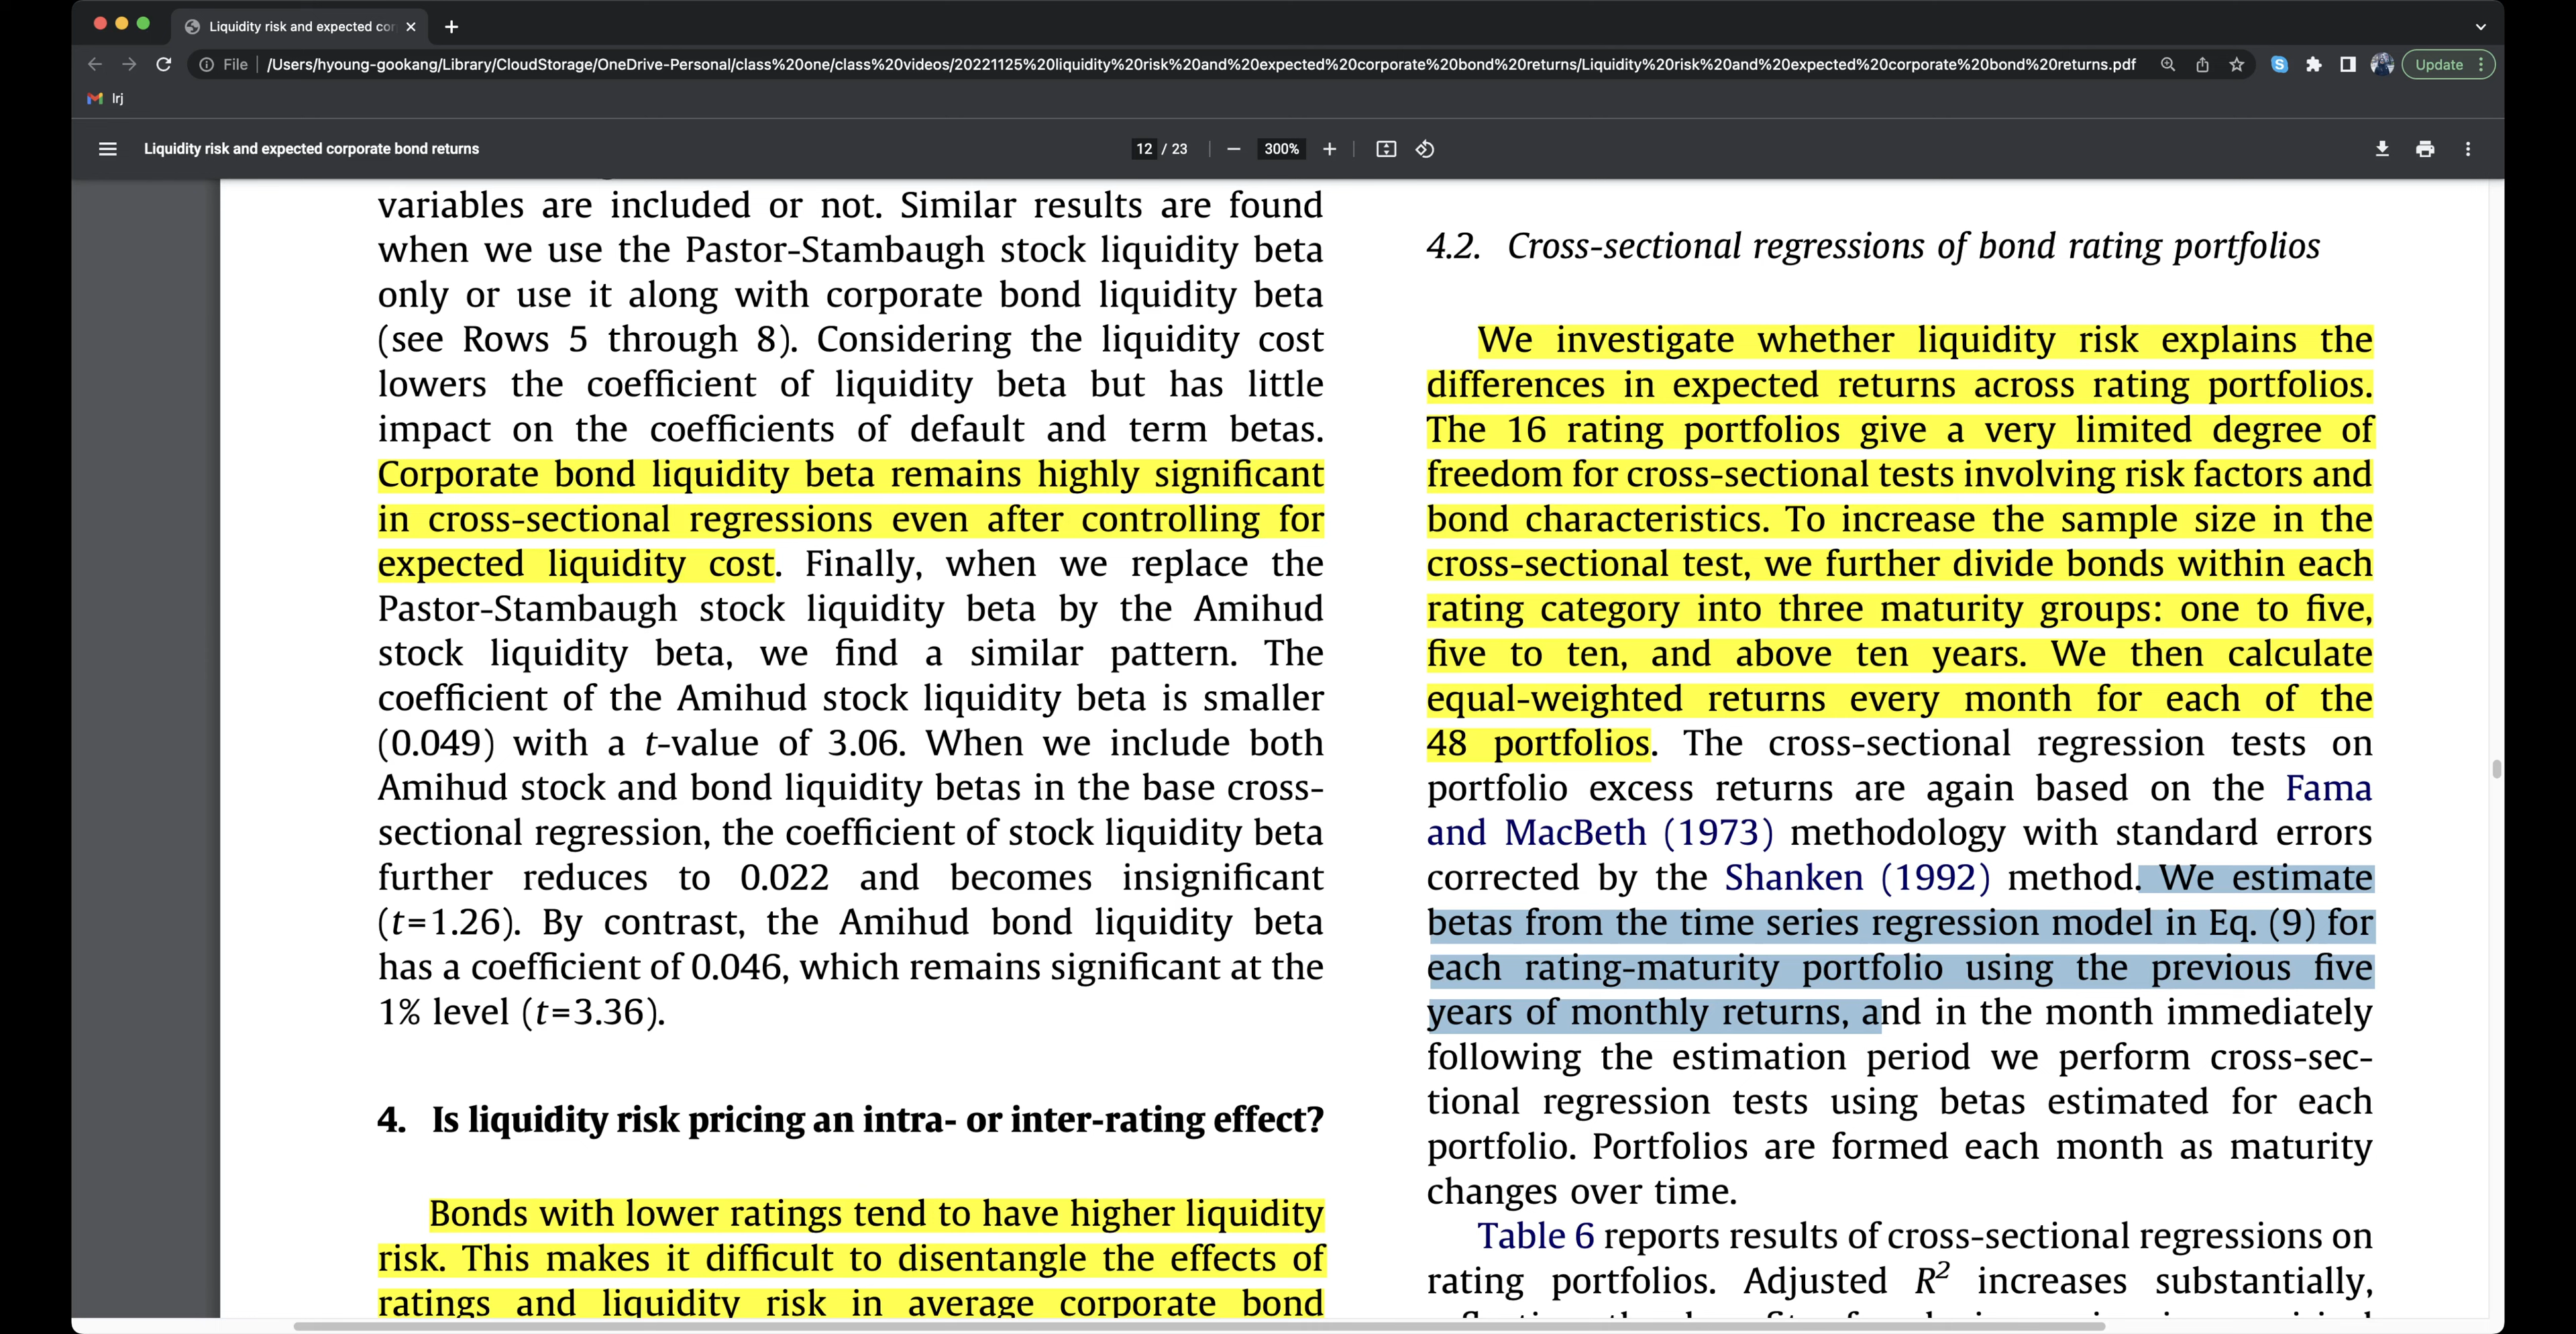 Liquidity risk and expected cor
File
/Users/hyoung-gookang/Library/CloudStorage/OneDrive-Personal/class%20one/class%20videos/20221125%20liquidity%20risk%20and%20expected%20corporate%20bond%20returns/Liquidity%20risk%20and%20expected%20corporate%20bond%20returns.pdf
Update
Irj
Liquidity risk and expected corporate bond returns
12 / 23
300%
variables are included or not. Similar results are found
when we use the Pastor-Stambaugh stock liquidity beta
only or use it along with corporate bond liquidity beta
(see Rows 5 through 8). Considering the liquidity cost
lowers the coefficient of liquidity beta but has little
impact on the coefficients of default and term betas.
Corporate bond liquidity beta remains highly significant
in cross-sectional regressions even after controlling for
expected liquidity cost. Finally, when we replace the
Pastor-Stambaugh stock liquidity beta by the Amihud
stock liquidity beta, we find a similar pattern. The
coefficient of the Amihud stock liquidity beta is smaller
(0.049) with a t-value of 3.06. When we include both
Amihud stock and bond liquidity betas in the base cross-
sectional regression, the coefficient of stock liquidity beta
further reduces to 0.022 and becomes insignificant
(t=1.26). By contrast, the Amihud bond liquidity beta
has a coefficient of 0.046, which remains significant at the
1% level (t=3.36).
4. Is liquidity risk pricing an intra- or inter-rating effect?
Bonds with lower ratings tend to have higher liquidity
risk. This makes it difficult to disentangle the effects of
ratings and liquidity risk in average corporate bond
4.2. Cross-sectional regressions of bond rating portfolios
We investigate whether liquidity risk explains the
differences in expected returns across rating portfolios.
The 16 rating portfolios give a very limited degree of
freedom for cross-sectional tests involving risk factors and
bond characteristics. To increase the sample size in the
cross-sectional test, we further divide bonds within each
rating category into three maturity groups: one to five,
five to ten, and above ten years. We then calculate
equal-weighted returns every month for each of the
48 portfolios. The cross-sectional regression tests on
portfolio excess returns are again based on the Fama
and MacBeth (1973) methodology with standard errors
corrected by the Shanken (1992) method. We estimate
betas from the time series regression model in Eq. (9) for
each rating-maturity portfolio using the previous five
years of monthly returns, and in the month immediately
following the estimation period we perform cross-sec-
tional regression tests using betas estimated for each
portfolio. Portfolios are formed each month as maturity
changes over time.
Table 6 reports results of cross-sectional regressions on
rating portfolios. Adjusted R² increases substantially,